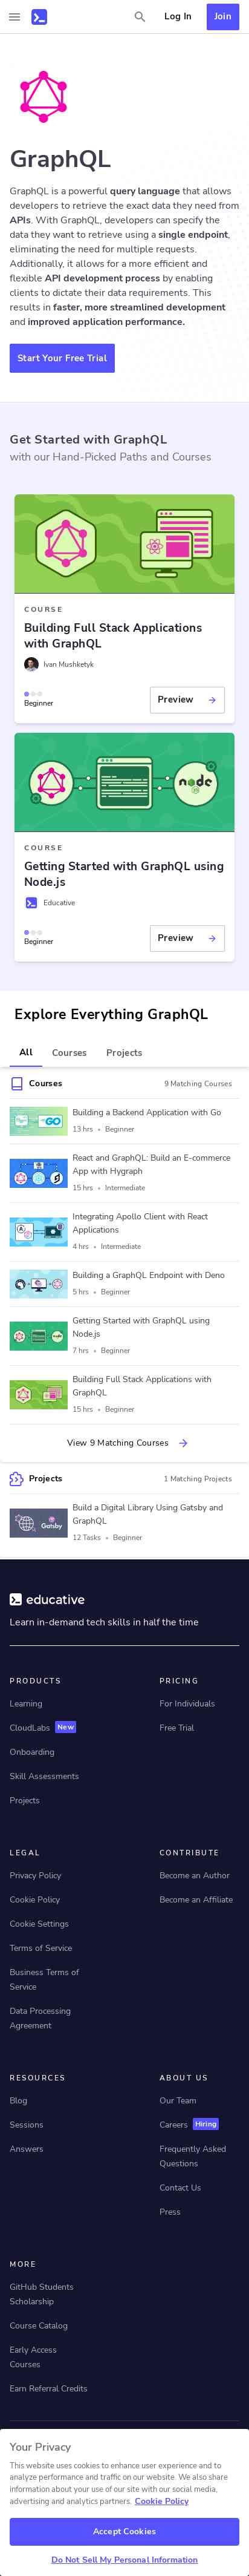 Log In
Join
GraphQL
GraphQL is a powerful query language that allows
developers to retrieve the exact data they need from
APIs. With GraphQL, developers can specify the
data they want to retrieve using a single endpoint,
eliminating the need for multiple requests.
Additionally, it allows for a more efficient and
flexible API development process by enabling
clients to dictate their data requirements. This
results in faster, more streamlined development
and improved application performance.
Start Your Free Trial
Get Started with GraphQL
with our Hand-Picked Paths and Courses
COURSE
Building Full Stack Applications
with GraphQL
Ivan Mushketyk
Beginner
Preview
node
COURSE
Getting Started with GraphQL using
Node.js
Educative
Beginner
Preview
Explore Everything GraphQL
All
Courses
Projects
Courses
9 Matching Courses
GO
Building a Backend Application with Go
13 hrs • Beginner
React and GraphQL: Build an E-commerce
App with Hygraph
15 hrs • Intermediate
Integrating Apollo Client with React
Applications
4 hrs • Intermediate
Building a GraphQL Endpoint with Deno
5 hrs • Beginner
Getting Started with GraphQL using
Node.js
7 hrs • Beginner
Building Full Stack Applications with
GraphQL
15 hrs • Beginner
View 9 Matching Courses
Projects
1 Matching Projects
Gatsby
Build a Digital Library Using Gatsby and
GraphQL
12 Tasks • Beginner
educative
Learn in-demand tech skills in half the time
PRODUCTS
Learning
CloudLabs New
Onboarding
Skill Assessments
Projects
PRICING
For Individuals
Free Trial
LEGAL
Privacy Policy
Cookie Policy
Cookie Settings
Terms of Service
Business Terms of
Service
Data Processing
Agreement
CONTRIBUTE
Become an Author
Become an Affiliate
RESOURCES
Blog
Sessions
Answers
ABOUT US
Our Team
Careers Hiring
Frequently Asked
Questions
Contact Us
Press
MORE
GitHub Students
Scholarship
Course Catalog
Early Access
Courses
Earn Referral Credits
Your Privacy
This website uses cookies to enhance user experience and to
analyze performance and traffic on our website. We also share
information about your use of our site with our social media,
advertising and analytics partners. Cookie Policy
Accept Cookies
Do Not Sell My Personal Information